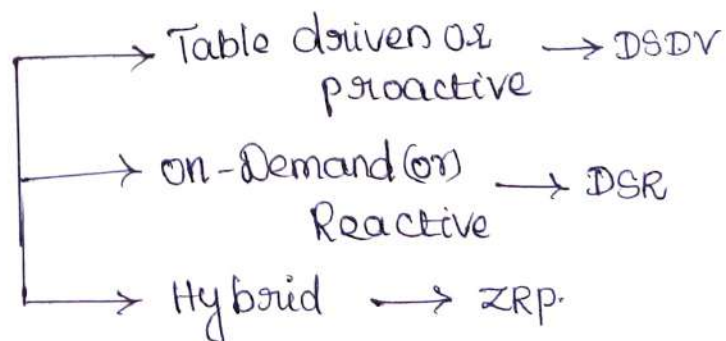 Table driven or → DSDV
proactive
on-Demand (or) → DSR
Reactive
Hybrid → ZRP.